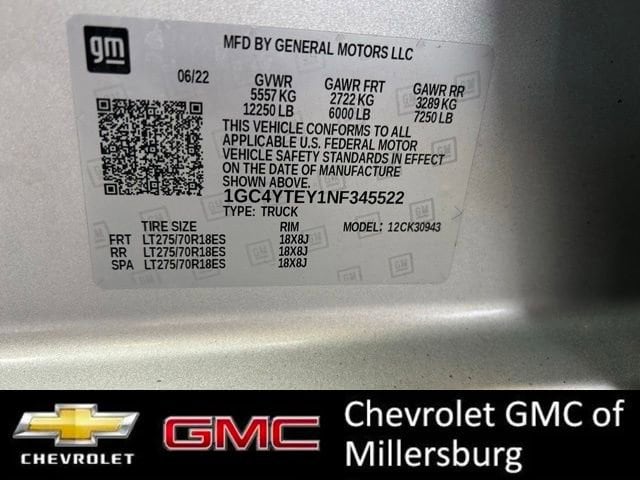 gm
MFD BY GENERAL MOTORS LLC
06/22 GVWR GAWR FRT GAWR RR
5557 KG 2722 KG 3289 KG
12250 LB 6000 LB 7250 LB
THIS VEHICLE CONFORMS TO ALL
APPLICABLE U.S. FEDERAL MOTOR
VEHICLE SAFETY STANDARDS IN EFFECT
ON THE DATE OF MANUFACTURE
SHOWN ABOVE.
1GC4YTEY1NF345522
TYPE: TRUCK
TIRE SIZE RIM MODEL: 12CK30943
FRT LT275/70R18ES 18X8J
RR LT275/70R18ES 18X8J
SPA LT275/70R18ES 18X8J
CHEVROLET
GMC
Chevrolet GMC of
Millersburg